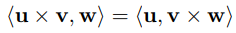 ⟨u × v, w⟩ = ⟨u, v × w⟩